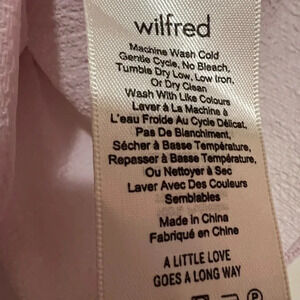 wilfred
Machine Wash Cold
Gentle Cycle, No Bleach,
Tumble Dry Low, Low Iron.
Or Dry Clean
Wash With Like Colours
Laver à La Machine à
L'eau Froide Au Cycle Délicat,
Pas De Blanchiment,
Sécher à Basse Température,
Repasser à Basse Température,
Ou Nettoyer à Sec
Laver Avec Des Couleurs
Semblables
Made in China
Fabriqué en Chine
A LITTLE LOVE
GOES A LONG WAY